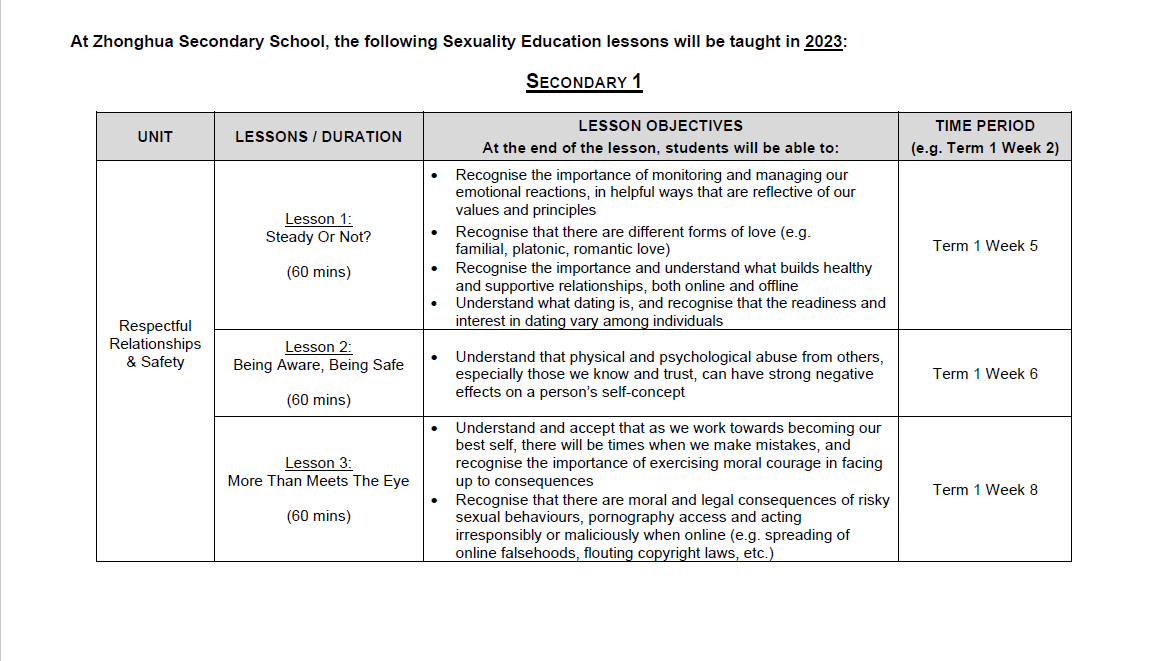 At Zhonghua Secondary School, the following Sexuality Education lessons will be taught in 2023:
SECONDARY 1
UNIT
LESSONS / DURATION
LESSON OBJECTIVES
At the end of the lesson, students will be able to:
TIME PERIOD
(e.g. Term 1 Week 2)
Respectful
Relationships
& Safety
Lesson 1:
Steady Or Not?
(60 mins)
• Recognise the importance of monitoring and managing our
emotional reactions, in helpful ways that are reflective of our
values and principles
• Recognise that there are different forms of love (e.g.
familial, platonic, romantic love)
• Recognise the importance and understand what builds healthy
and supportive relationships, both online and offline
• Understand what dating is, and recognise that the readiness and
interest in dating vary among individuals
Term 1 Week 5
Lesson 2:
Being Aware, Being Safe
(60 mins)
• Understand that physical and psychological abuse from others,
especially those we know and trust, can have strong negative
effects on a person’s self-concept
Term 1 Week 6
Lesson 3:
More Than Meets The Eye
(60 mins)
• Understand and accept that as we work towards becoming our
best self, there will be times when we make mistakes, and
recognise the importance of exercising moral courage in facing
up to consequences
• Recognise that there are moral and legal consequences of risky
sexual behaviours, pornography access and acting
irresponsibly or maliciously when online (e.g. spreading of
online falsehoods, flouting copyright laws, etc.)
Term 1 Week 8